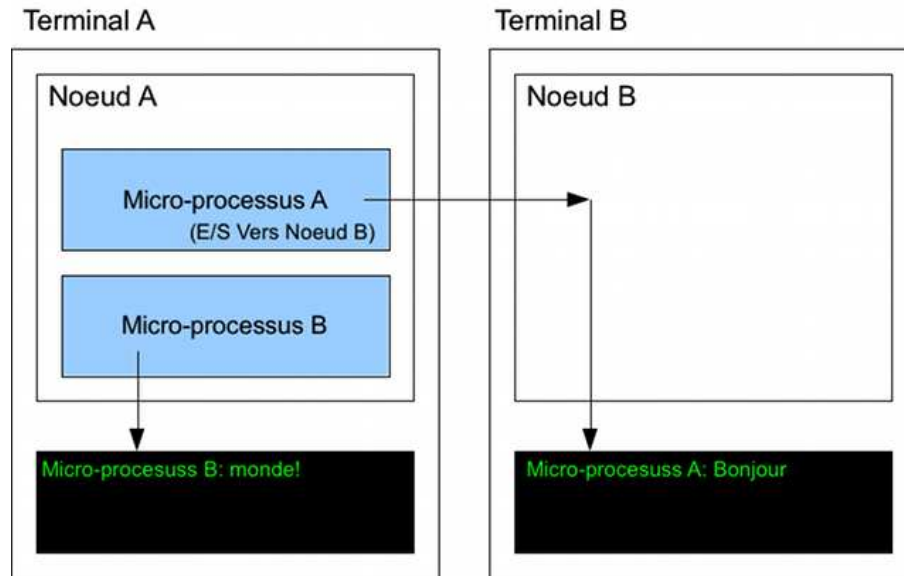 Terminal A
Noeud A
Micro-processus A
(E/S Vers Noeud B)
Micro-processus B
Micro-procesuss B: monde!
Terminal B
Noeud B
Micro-procesuss A: Bonjour